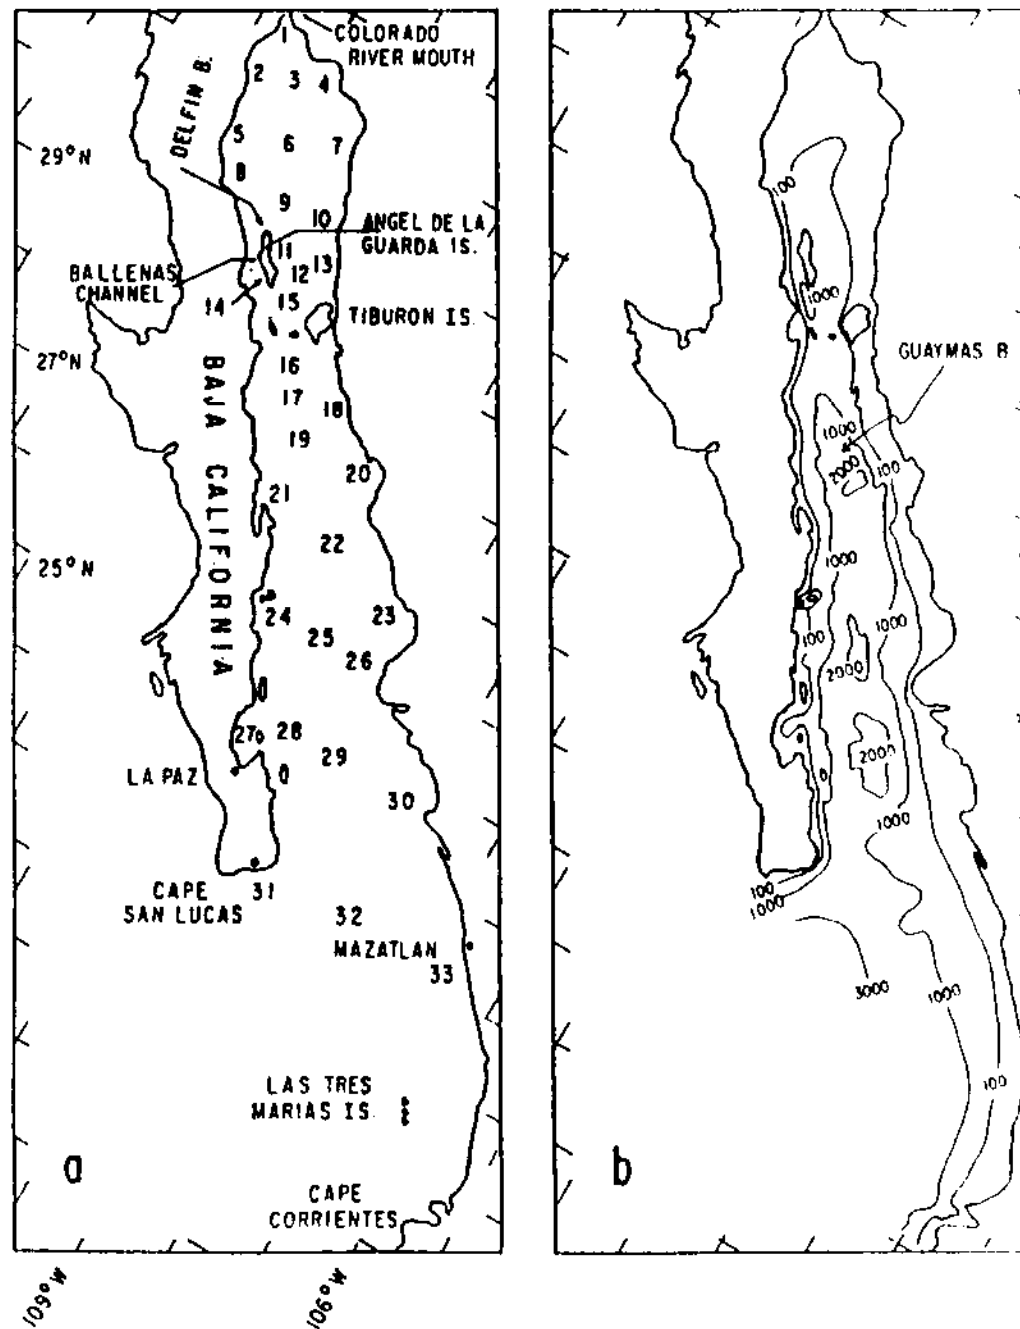 COLORADO
RIVER MOUTH
1
2
3
4
DELFIN B.
5
6
7
29°N
8
9
10
ANGEL DE LA
GUARDA IS.
11
12
13
BALLENAS
CHANNEL
14
15
TIBURON IS.
27°N
16
17
18
19
BAJA CALIFORNIA
20
21
22
25°N
23
24
25
26
27
28
29
LA PAZ
30
31
CAPE
SAN LUCAS
32
MAZATLAN
33
LAS TRES
MARIAS IS.
a
CAPE
CORRIENTES
109°W
106°W
100
1000
GUAYMAS B
1000
2000
100
1000
100
1000
2000
2000
1000
100
1000
3000
1000
100
b